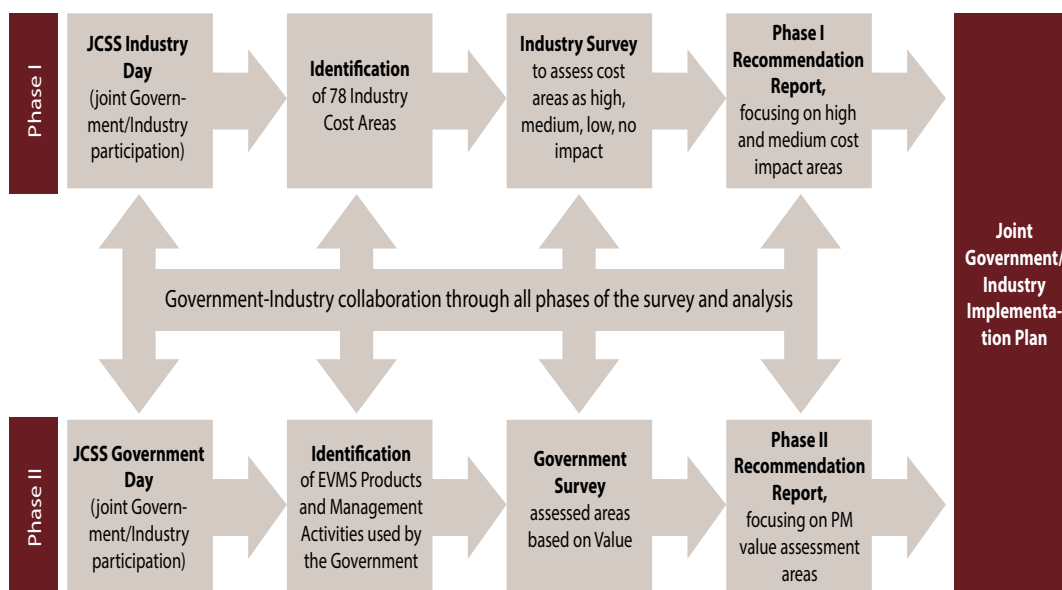 Phase I
JCSS Industry
Day
(joint Govern-
ment/Industry
participation)
Identification
of 78 Industry
Cost Areas
Industry Survey
to assess cost
areas as high,
medium, low, no
impact
Phase I
Recommendation
Report,
focusing on high
and medium cost
impact areas
Joint
Government/
Industry
Implementa-
tion Plan
Government-Industry collaboration through all phases of the survey and analysis
Phase II
JCSS Government
Day
(joint Govern-
ment/Industry
participation)
Identification
of EVMS Products
and Management
Activities used by
the Government
Government
Survey
assessed areas
based on Value
Phase II
Recommendation
Report,
focusing on PM
value assessment
areas